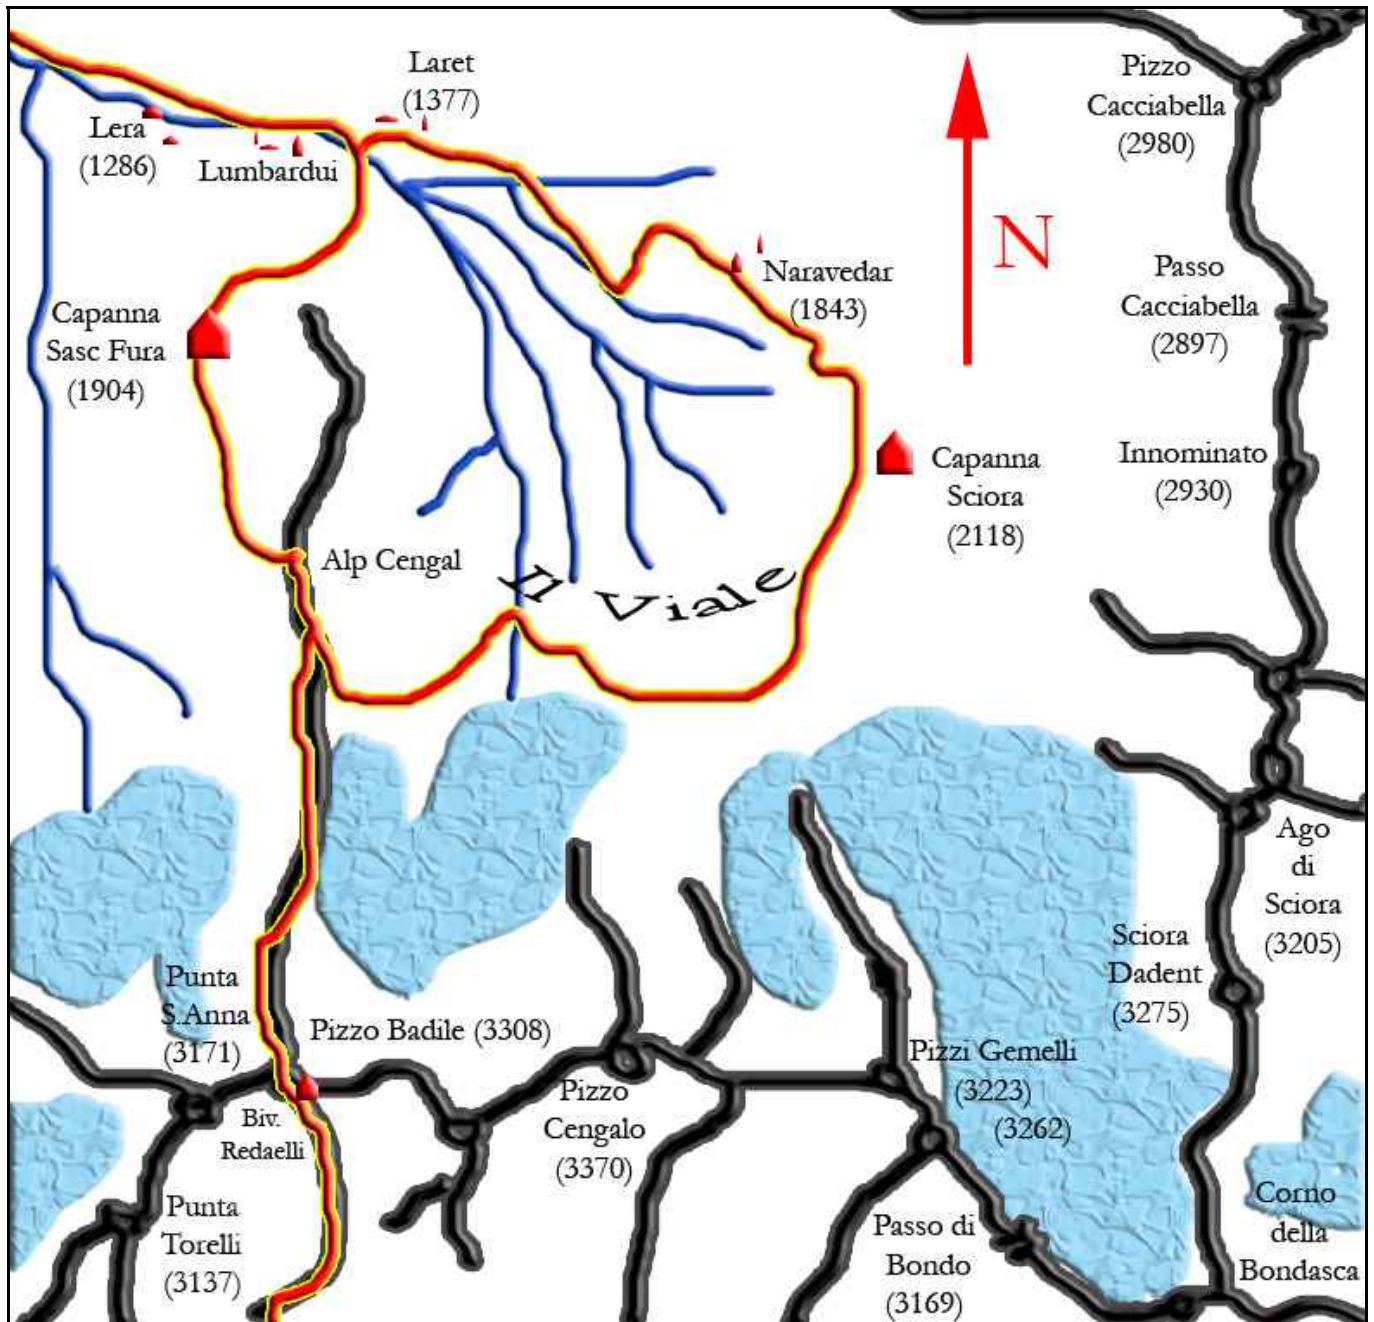 Laret
(1377)
Lera
(1286)
Lumbardui
Pizzo
Cacciabella
(2980)
N
Naravedar
(1843)
Passo
Cacciabella
(2897)
Capanna
Sasc Fura
(1904)
Capanna
Sciora
(2118)
Innominato
(2930)
Alp Cengal
Il Viale
Ago
di
Sciora
(3205)
Sciora
Dadent
(3275)
Punta
S.Anna
(3171)
Pizzo Badile (3308)
Pizzi Gemelli
(3223)
(3262)
Biv.
Redaelli
Pizzo
Cengalo
(3370)
Punta
Torelli
(3137)
Passo di
Bondo
(3169)
Corno
della
Bondasca